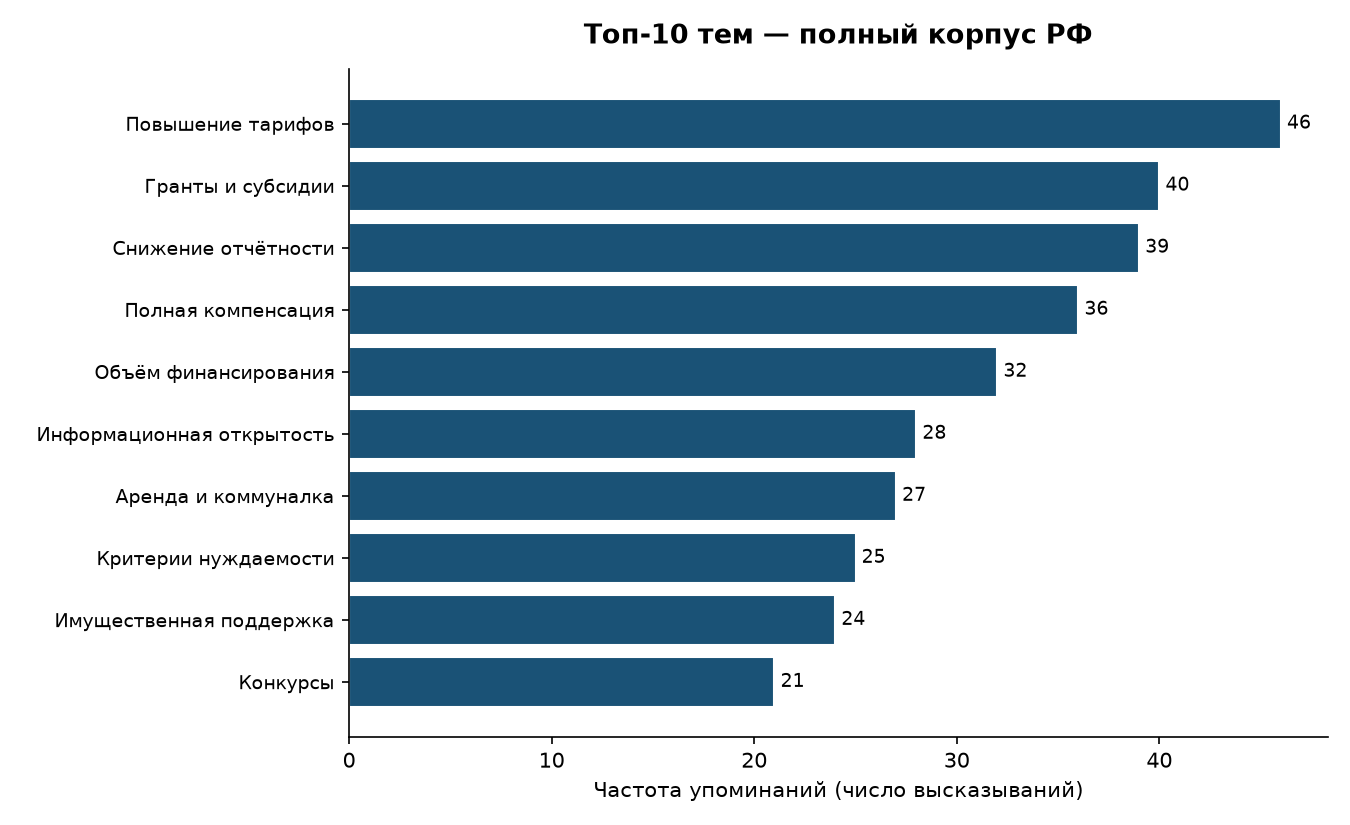 Топ-10 тем — полный корпус РФ
Повышение тарифов 46
Гранты и субсидии 40
Снижение отчётности 39
Полная компенсация 36
Объём финансирования 32
Информационная открытость 28
Аренда и коммуналка 27
Критерии нуждаемости 25
Имущественная поддержка 24
Конкурсы 21
0 10 20 30 40
Частота упоминаний (число высказываний)